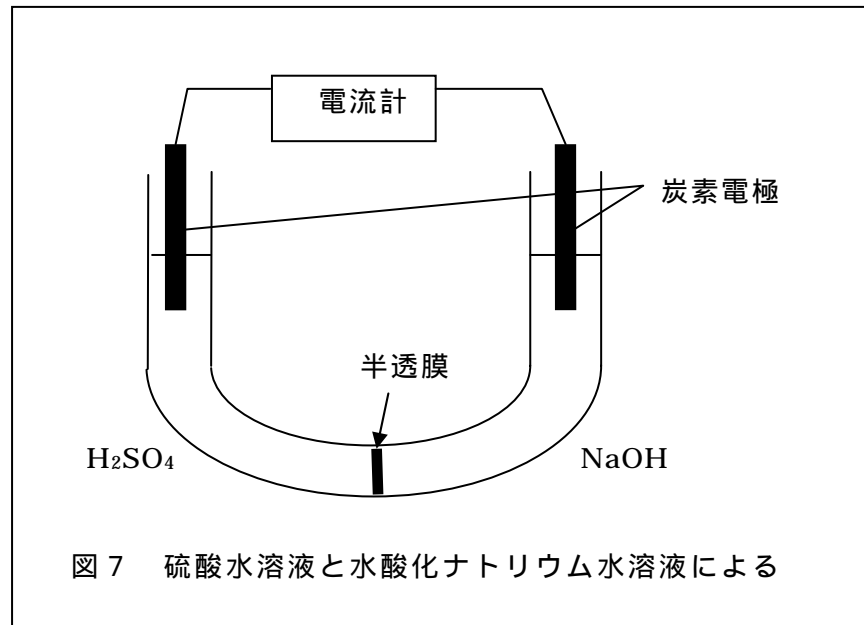 電流計
炭素電極
半透膜
H₂SO₄
NaOH
図7 硫酸水溶液と水酸化ナトリウム水溶液による